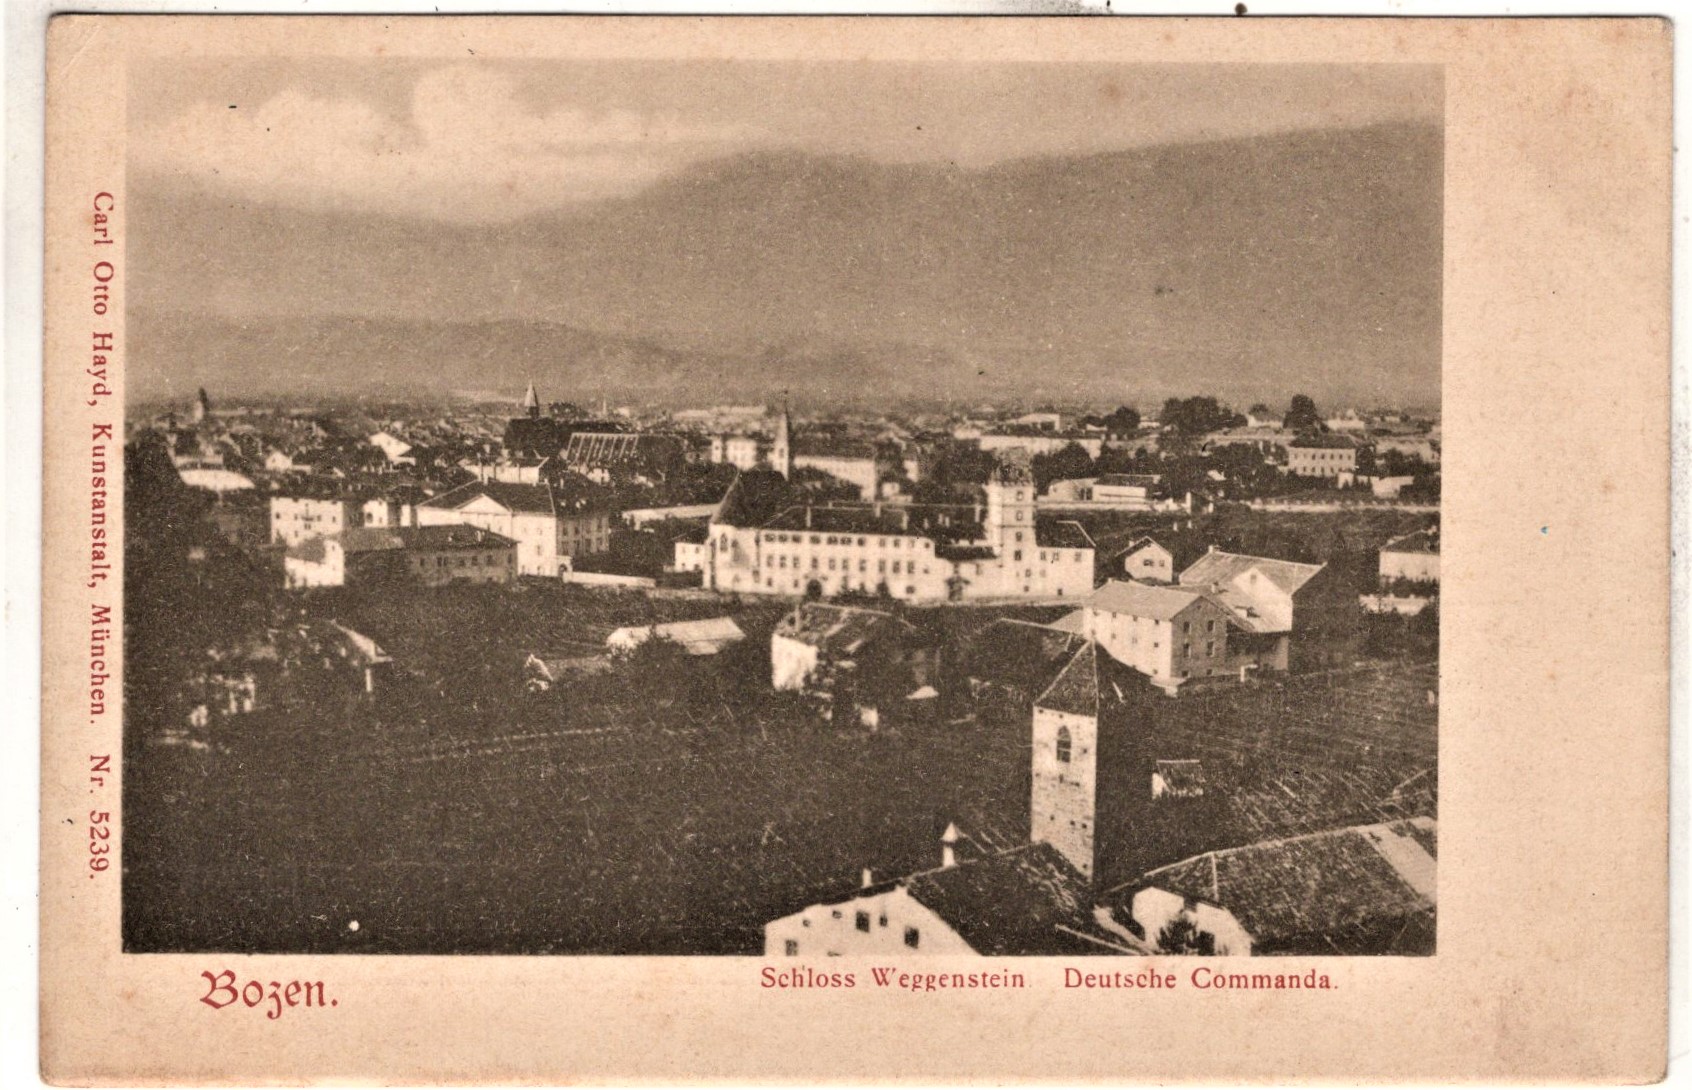 Carl Otto Hayd, Kunstanstalt, München. Nr. 5239.
Bozen.
Schloss Weggenstein. Deutsche Commanda.